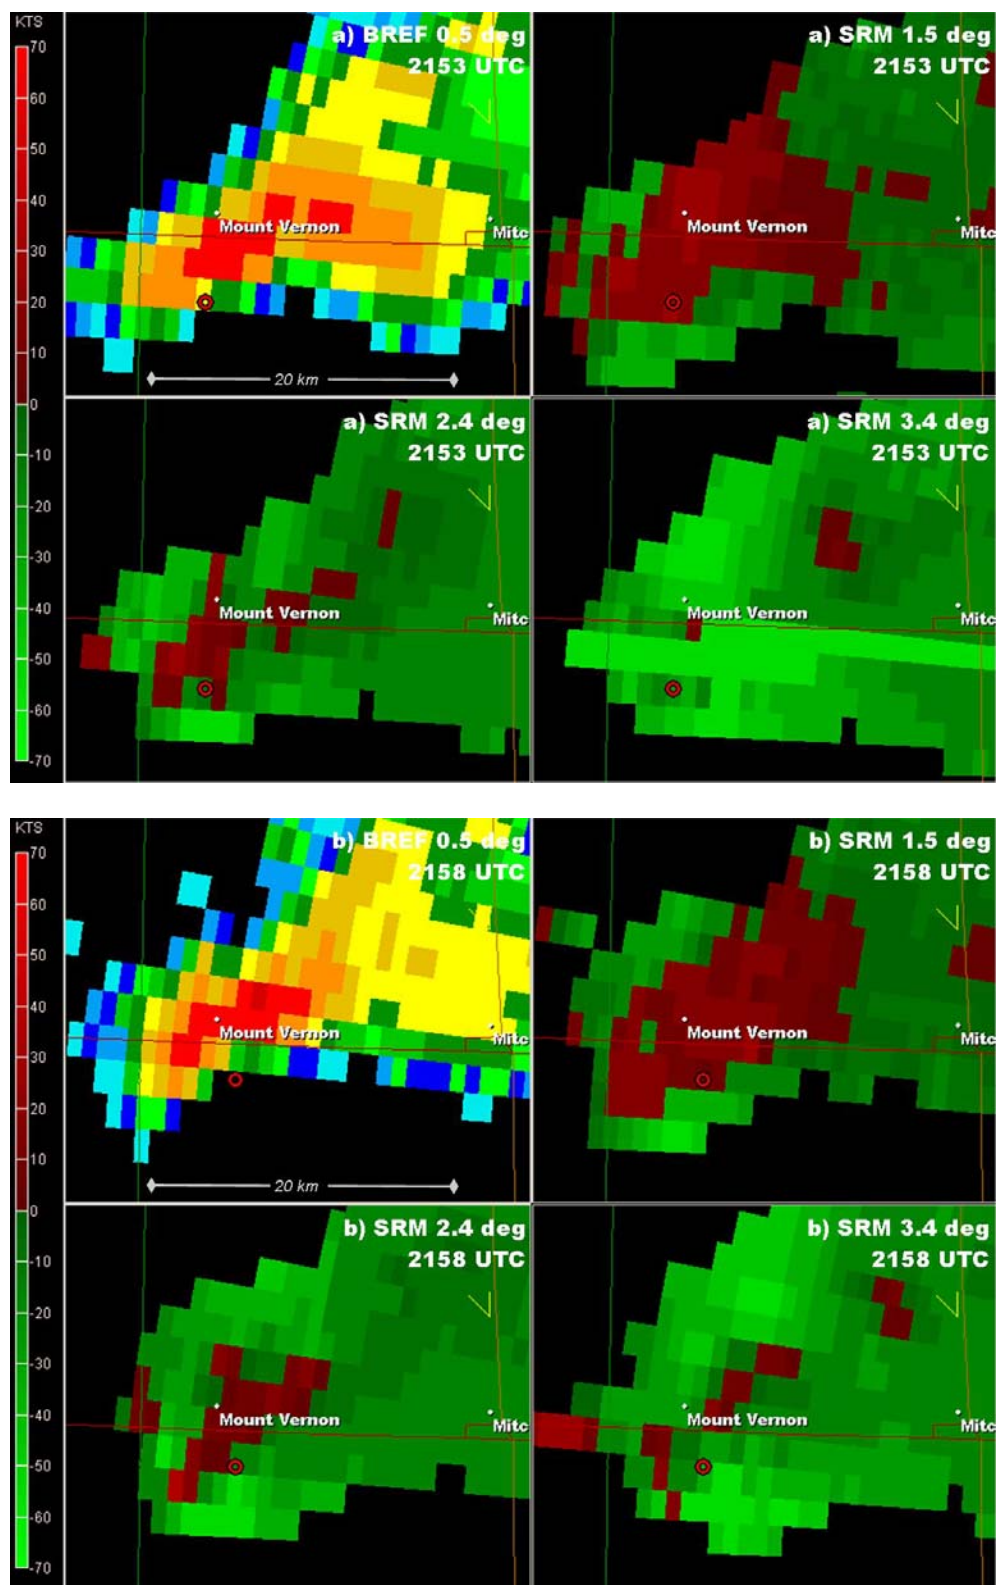 KTS
70
60
50
40
30
20
10
0
-10
-20
-30
-40
-50
-60
-70
a) BREF 0.5 deg
2153 UTC
Mount Vernon
Mitc
20 km
a) SRM 1.5 deg
2153 UTC
Mount Vernon
Mitc
a) SRM 2.4 deg
2153 UTC
Mount Vernon
Mitc
a) SRM 3.4 deg
2153 UTC
Mount Vernon
Mitc
KTS
70
60
50
40
30
20
10
0
-10
-20
-30
-40
-50
-60
-70
b) BREF 0.5 deg
2158 UTC
Mount Vernon
Mitc
20 km
b) SRM 1.5 deg
2158 UTC
Mount Vernon
Mitc
b) SRM 2.4 deg
2158 UTC
Mount Vernon
Mitc
b) SRM 3.4 deg
2158 UTC
Mount Vernon
Mitc